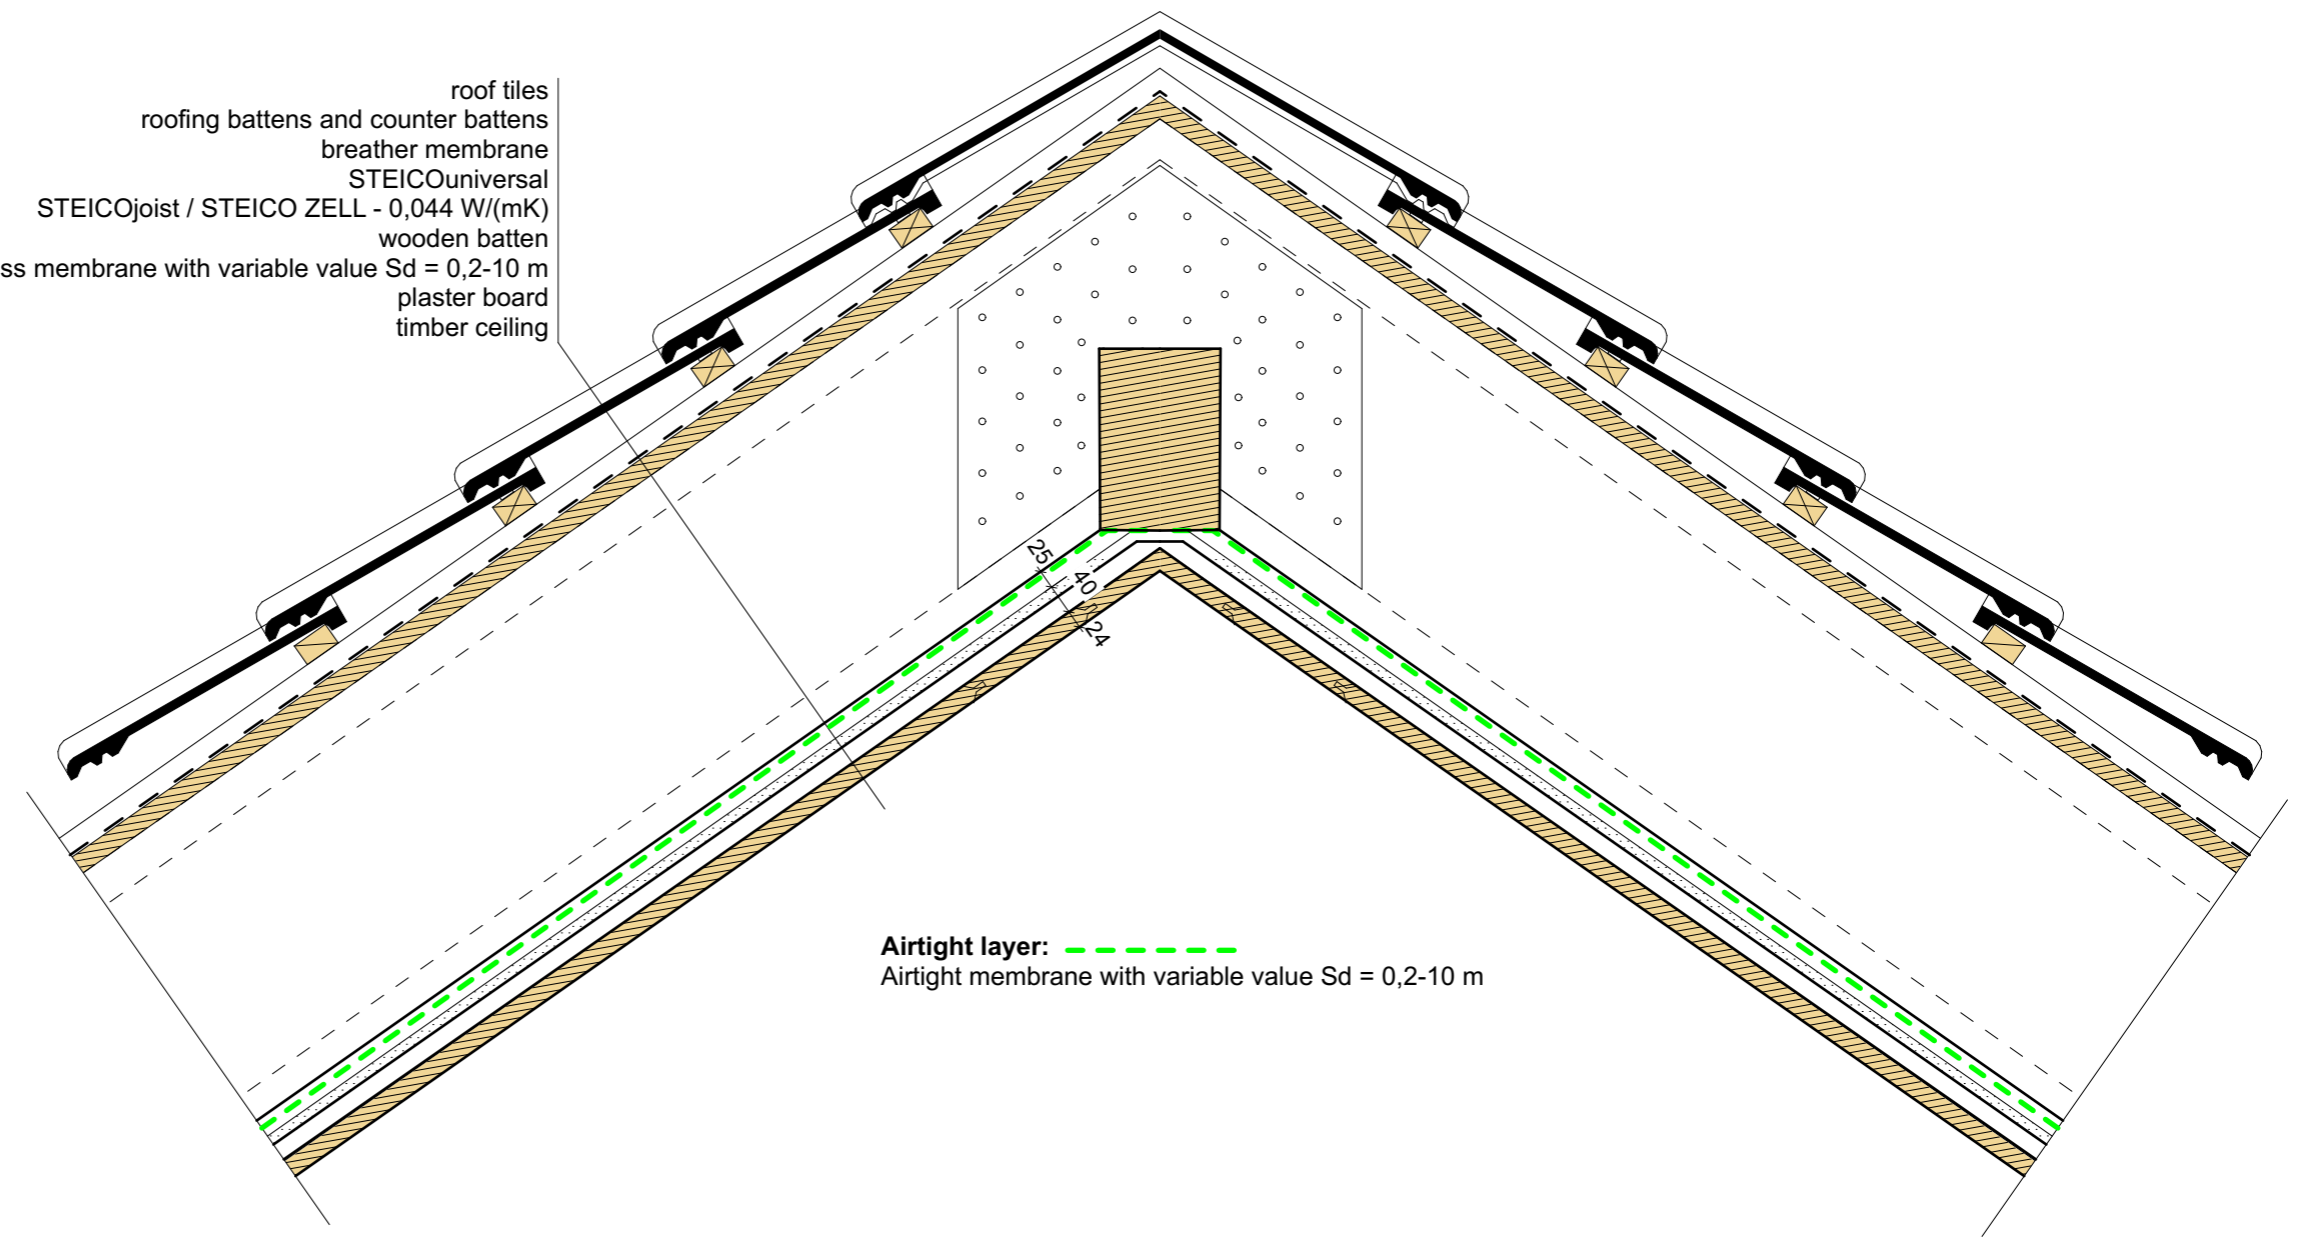 roof tiles
roofing battens and counter battens
breather membrane
STEICOuniversal
STEICOjoist / STEICO ZELL - 0,044 W/(mK)
wooden batten
ss membrane with variable value Sd = 0,2-10 m
plaster board
timber ceiling
25
40
24
Airtight layer:
Airtight membrane with variable value Sd = 0,2-10 m